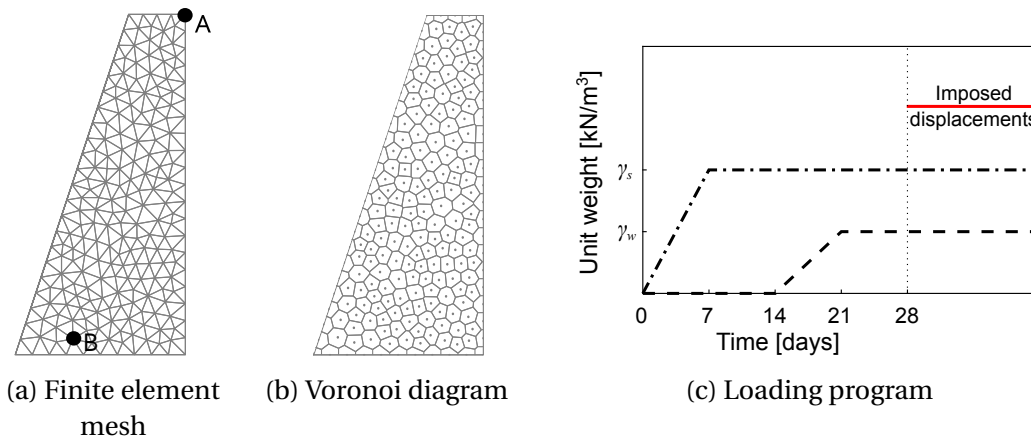 A
B
(a) Finite element
mesh
(b) Voronoi diagram
Unit weight [kN/m³]
γs
γw
Imposed
displacements
0 7 14 21 28
Time [days]
(c) Loading program